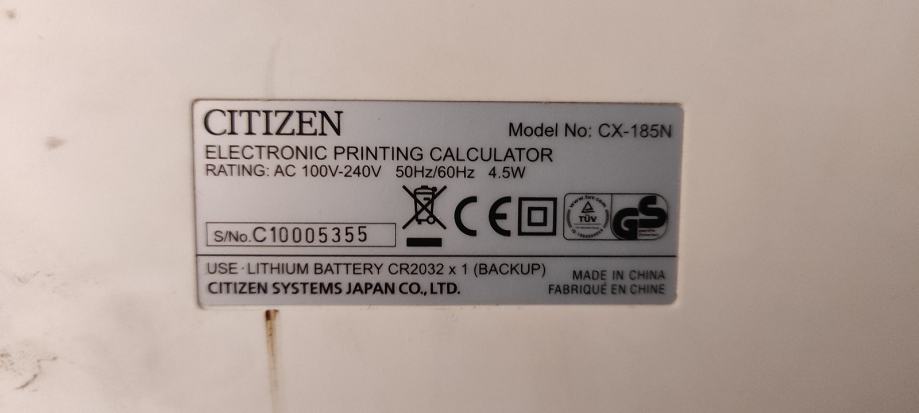 CITIZEN
Model No: CX-185N
ELECTRONIC PRINTING CALCULATOR
RATING: AC 100V-240V 50Hz/60Hz 4.5W
CE
TÜV
GS
S/No. C10005355
USE · LITHIUM BATTERY CR2032 x 1 (BACKUP)
CITIZEN SYSTEMS JAPAN CO., LTD.
MADE IN CHINA
FABRIQUÉ EN CHINE